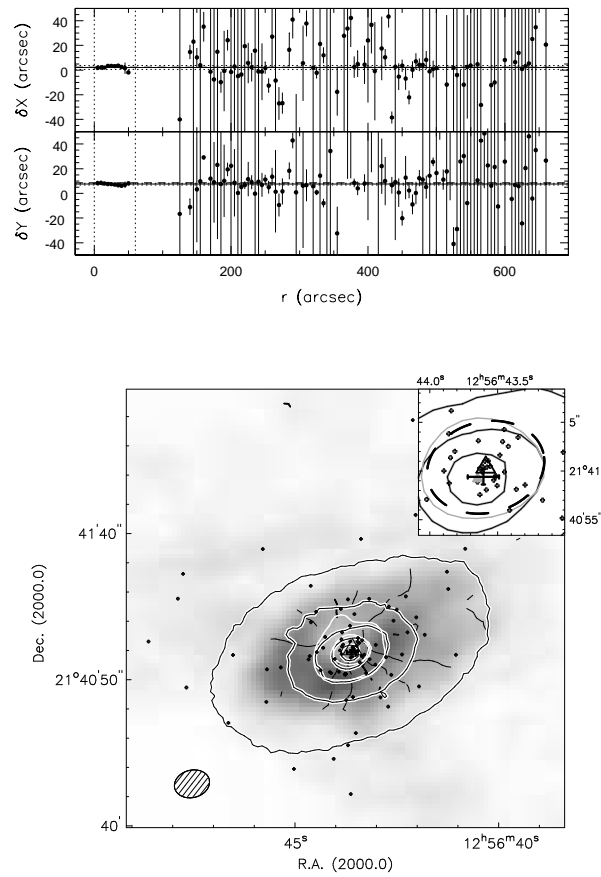 40
20
0
-20
-40
δX (arcsec)
40
20
0
-20
-40
δY (arcsec)
0 200 400 600
r (arcsec)
44.0ˢ 12ʰ56ᵐ43.5ˢ
5"
21°41'
40'55"
41'40"
21°40'50"
40'
Dec. (2000.0)
45ˢ 12ʰ56ᵐ40ˢ
R.A. (2000.0)